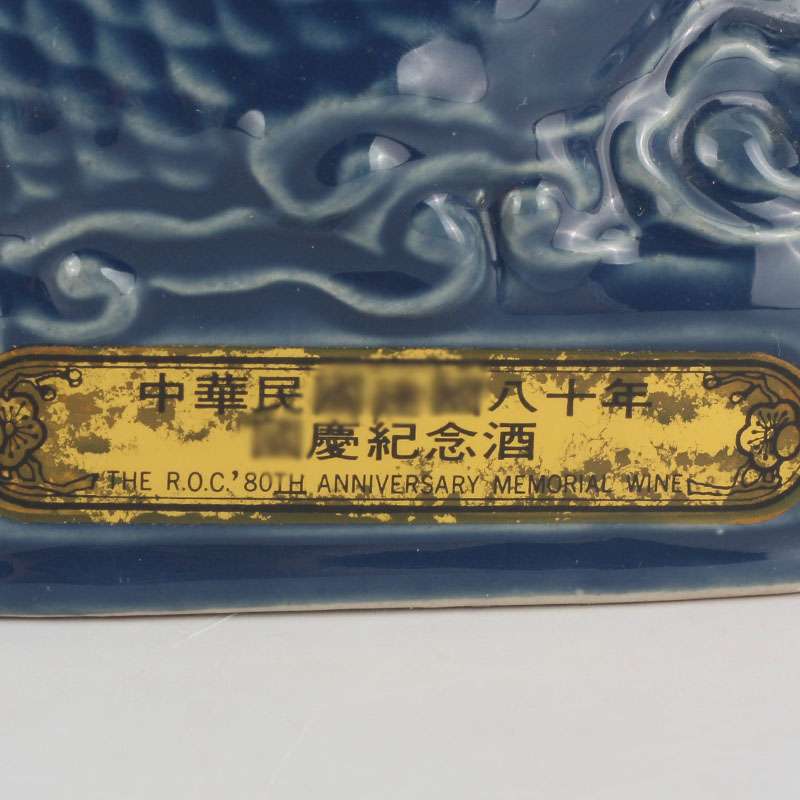 中華民 八十年
慶紀念酒
THE R.O.C.'80TH ANNIVERSARY MEMORIAL WINE